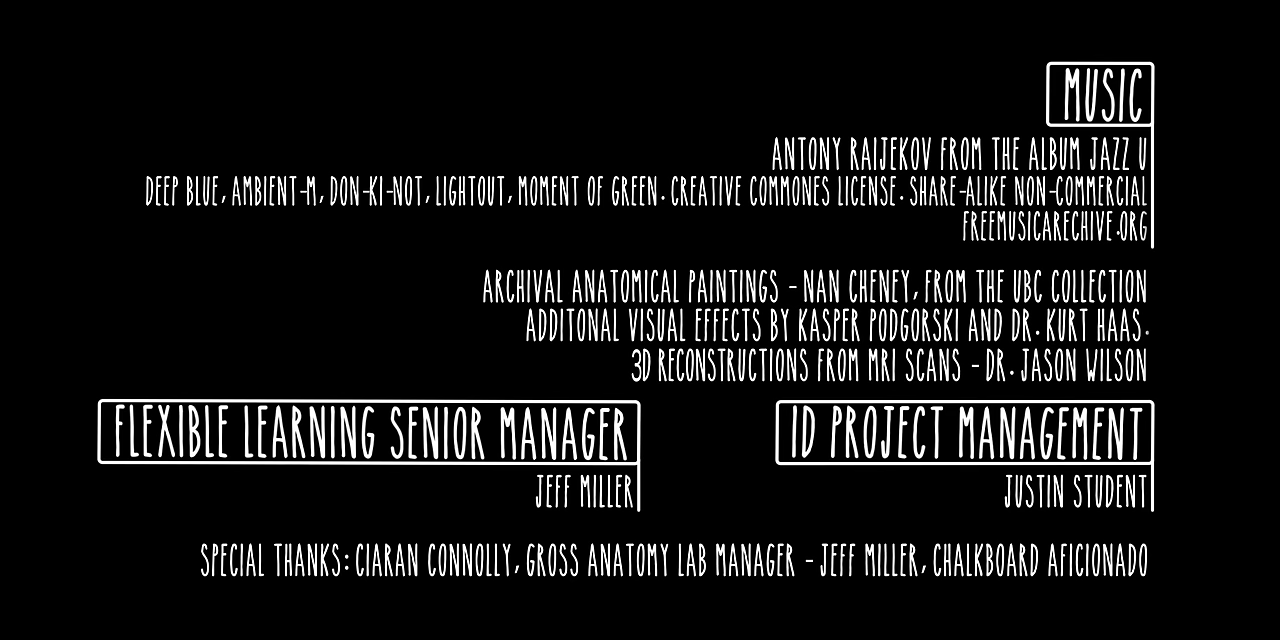 MUSIC
ANTONY RAIJEKOV FROM THE ALBUM JAZZ U
DEEP BLUE, AMBIENT-M, DON-KI-NOT, LIGHTOUT, MOMENT OF GREEN. CREATIVE COMMONES LICENSE. SHARE-ALIKE NON-COMMERCIAL
FREEMUSICARECHIVE.ORG
ARCHIVAL ANATOMICAL PAINTINGS - NAN CHENEY, FROM THE UBC COLLECTION
ADDITONAL VISUAL EFFECTS BY KASPER PODGORSKI AND DR. KURT HAAS.
3D RECONSTRUCTIONS FROM MRI SCANS - DR. JASON WILSON
FLEXIBLE LEARNING SENIOR MANAGER
JEFF MILLER
ID PROJECT MANAGEMENT
JUSTIN STUDENT
SPECIAL THANKS: CIARAN CONNOLLY, GROSS ANATOMY LAB MANAGER - JEFF MILLER, CHALKBOARD AFICIONADO